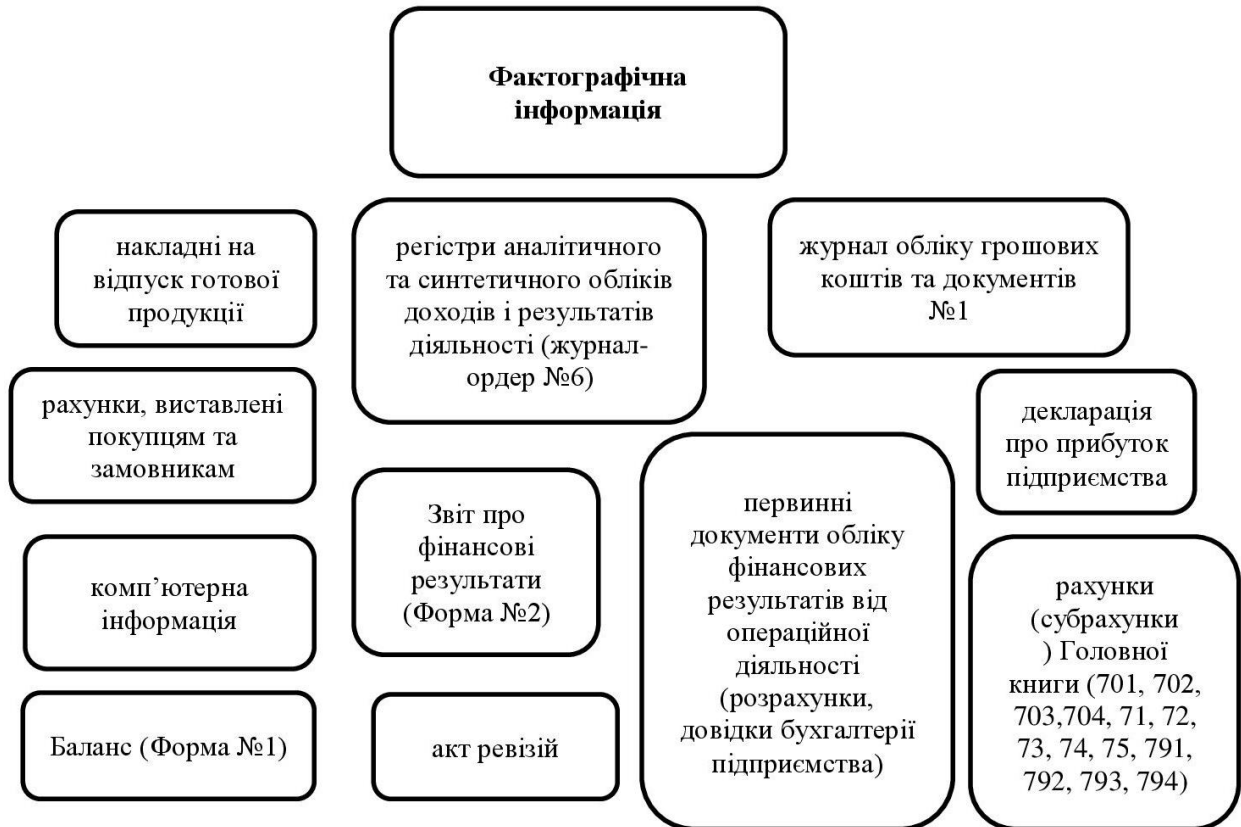 Фактографічна
інформація
накладні на
відпуск готової
продукції
регістри аналітичного
та синтетичного обліків
доходів і результатів
діяльності (журнал-
ордер №6)
журнал обліку грошових
коштів та документів
№1
рахунки, виставлені
покупцям та
замовникам
декларація
про прибуток
підприємства
Звіт про
фінансові
результати
(Форма №2)
первинні
документи обліку
фінансових
результатів від
операційної
діяльності
(розрахунки,
довідки бухгалтерії
підприємства)
комп’ютерна
інформація
рахунки
(субрахунки
) Головної
книги (701, 702,
703,704, 71, 72,
73, 74, 75, 791,
792, 793, 794)
Баланс (Форма №1)
акт ревізій